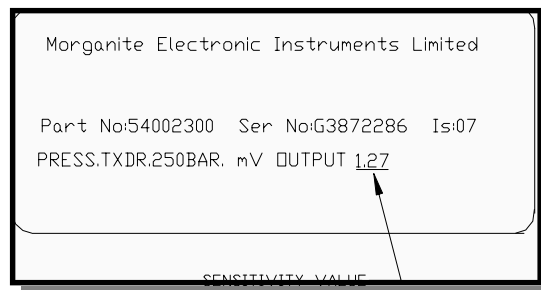 Morganite Electronic Instruments Limited
Part No:54002300 Ser No:G3872286 Is:07
PRESS.TXDR.250BAR. mV OUTPUT 1.27
SENSITIVITY VALUE